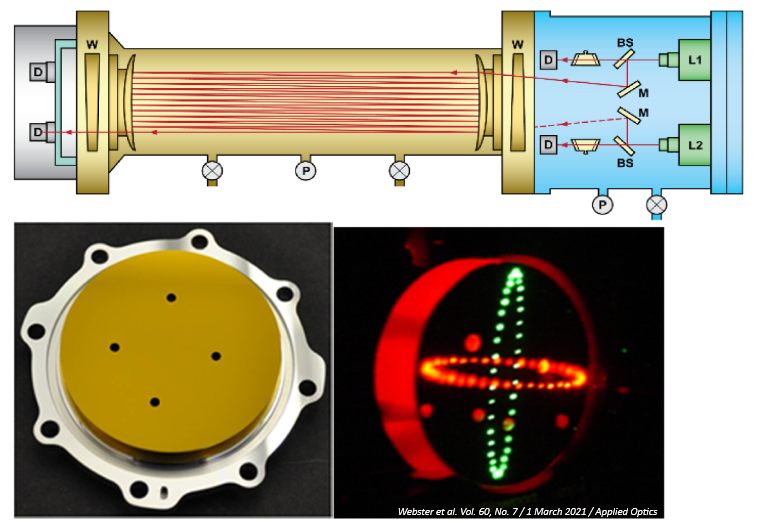 W
W
BS
L1
D
D
M
M
D
D
L2
BS
P
P
Webster et al. Vol. 60, No. 7 / 1 March 2021 / Applied Optics